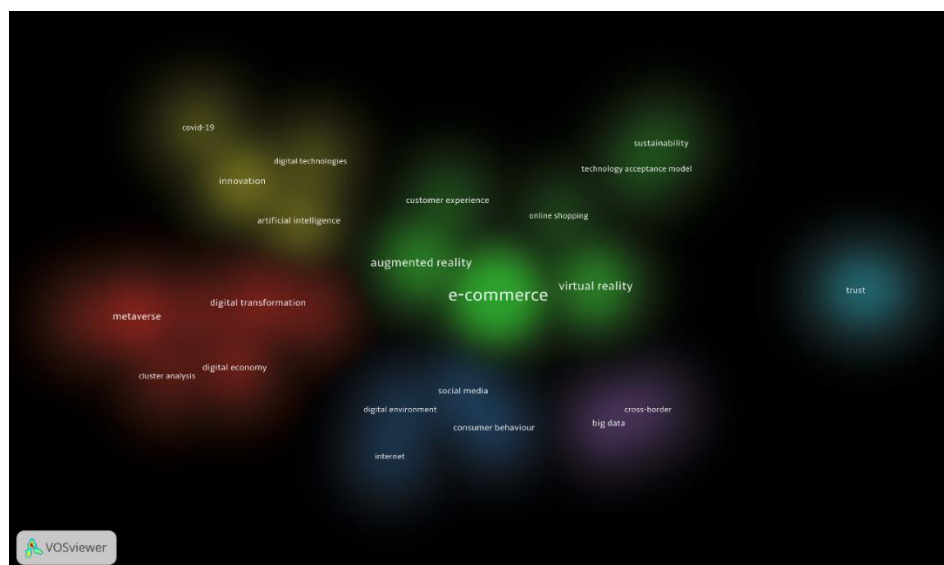 covid-19
sustainability
digital technologies
technology acceptance model
innovation
customer experience
online shopping
artificial intelligence
augmented reality
virtual reality
e-commerce
trust
digital transformation
metaverse
digital economy
cluster analysis
social media
digital environment
cross-border
big data
consumer behaviour
internet
VOSviewer